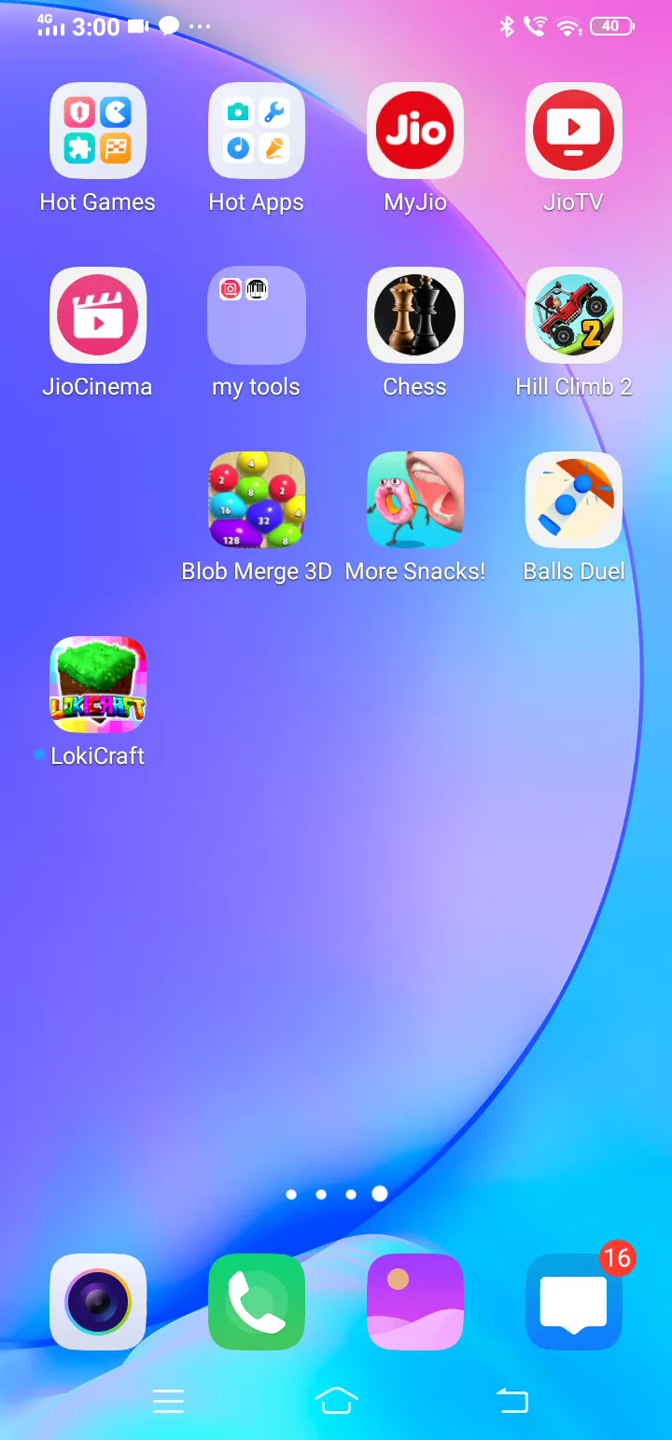 4G 3:00 40
Hot Games Hot Apps MyJio JioTV
Jio
JioCinema my tools Chess Hill Climb 2
2
4
2 8 2
16 32 4
128 8
Blob Merge 3D More Snacks! Balls Duel
LOKICRAFT
LokiCraft
16